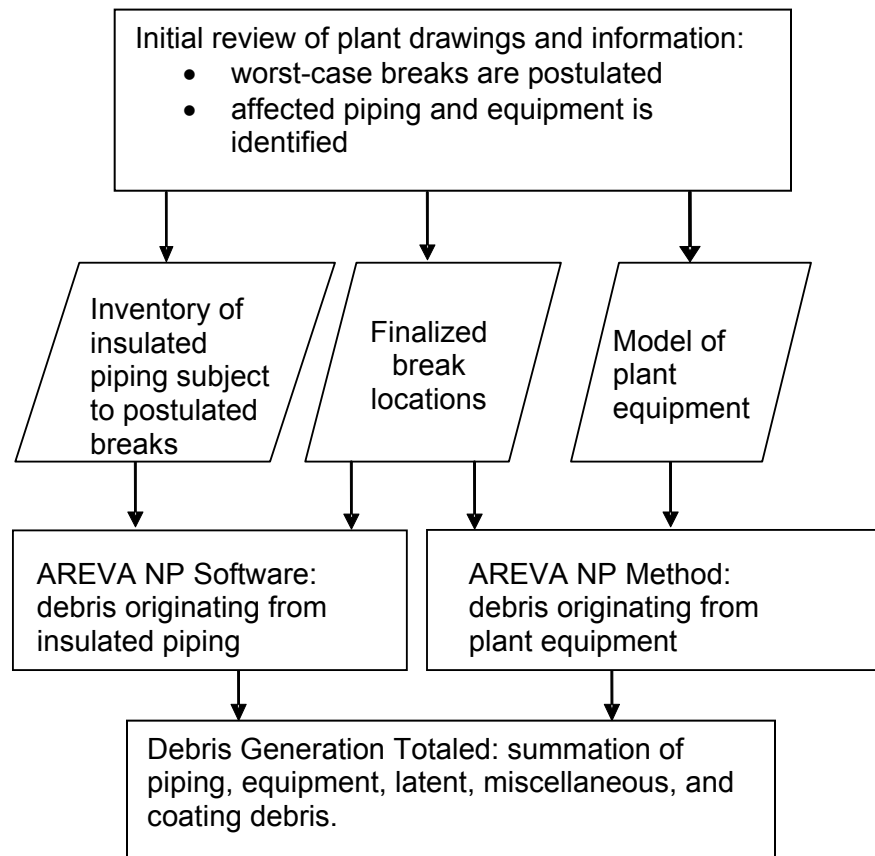 Initial review of plant drawings and information:
• worst-case breaks are postulated
• affected piping and equipment is
identified
Inventory of
insulated
piping subject
to postulated
breaks
Finalized
break
locations
Model of
plant
equipment
AREVA NP Software:
debris originating from
insulated piping
AREVA NP Method:
debris originating from
plant equipment
Debris Generation Totaled: summation of
piping, equipment, latent, miscellaneous, and
coating debris.